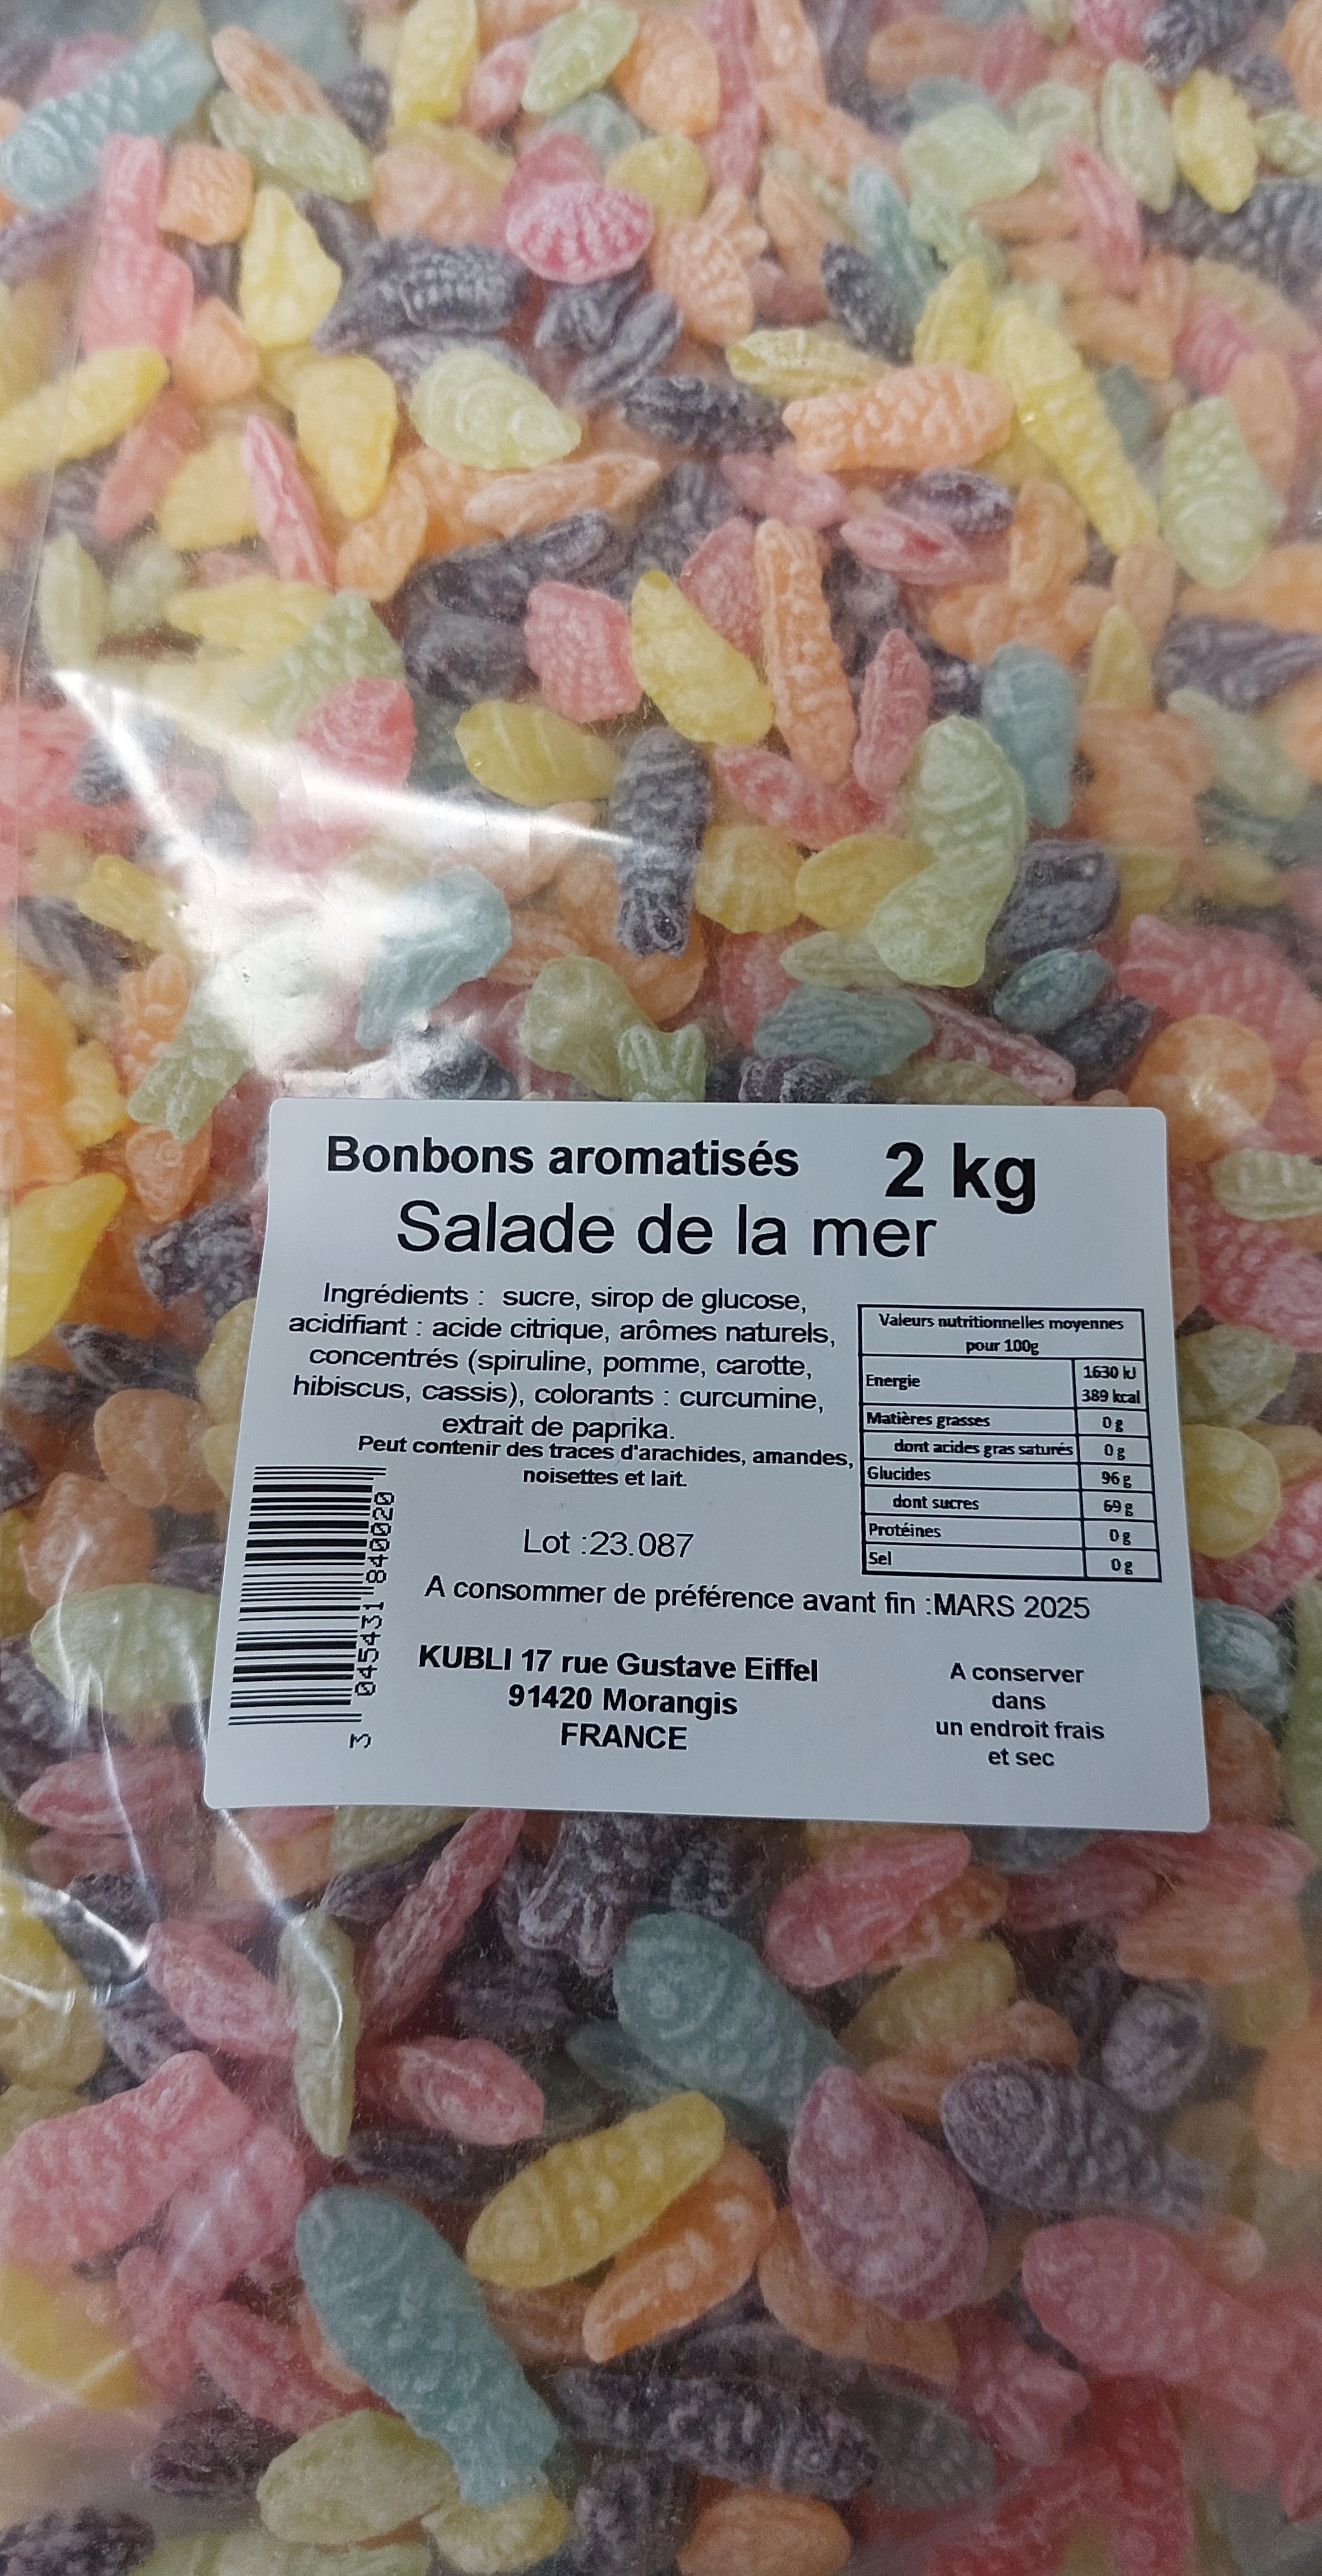 Bonbons aromatisés 2 kg
Salade de la mer
Ingrédients : sucre, sirop de glucose,
acidifiant : acide citrique, arômes naturels,
concentrés (spiruline, pomme, carotte,
hibiscus, cassis), colorants : curcumine,
extrait de paprika.
Peut contenir des traces d'arachides, amandes,
noisettes et lait.
Valeurs nutritionnelles moyennes
pour 100g
Energie 1630 kJ
389 kcal
Matières grasses 0 g
dont acides gras saturés 0 g
Glucides 96 g
dont sucres 69 g
Protéines 0 g
Sel 0 g
Lot :23.087
A consommer de préférence avant fin :MARS 2025
3 045431 840020
KUBLI 17 rue Gustave Eiffel
91420 Morangis
FRANCE
A conserver
dans
un endroit frais
et sec